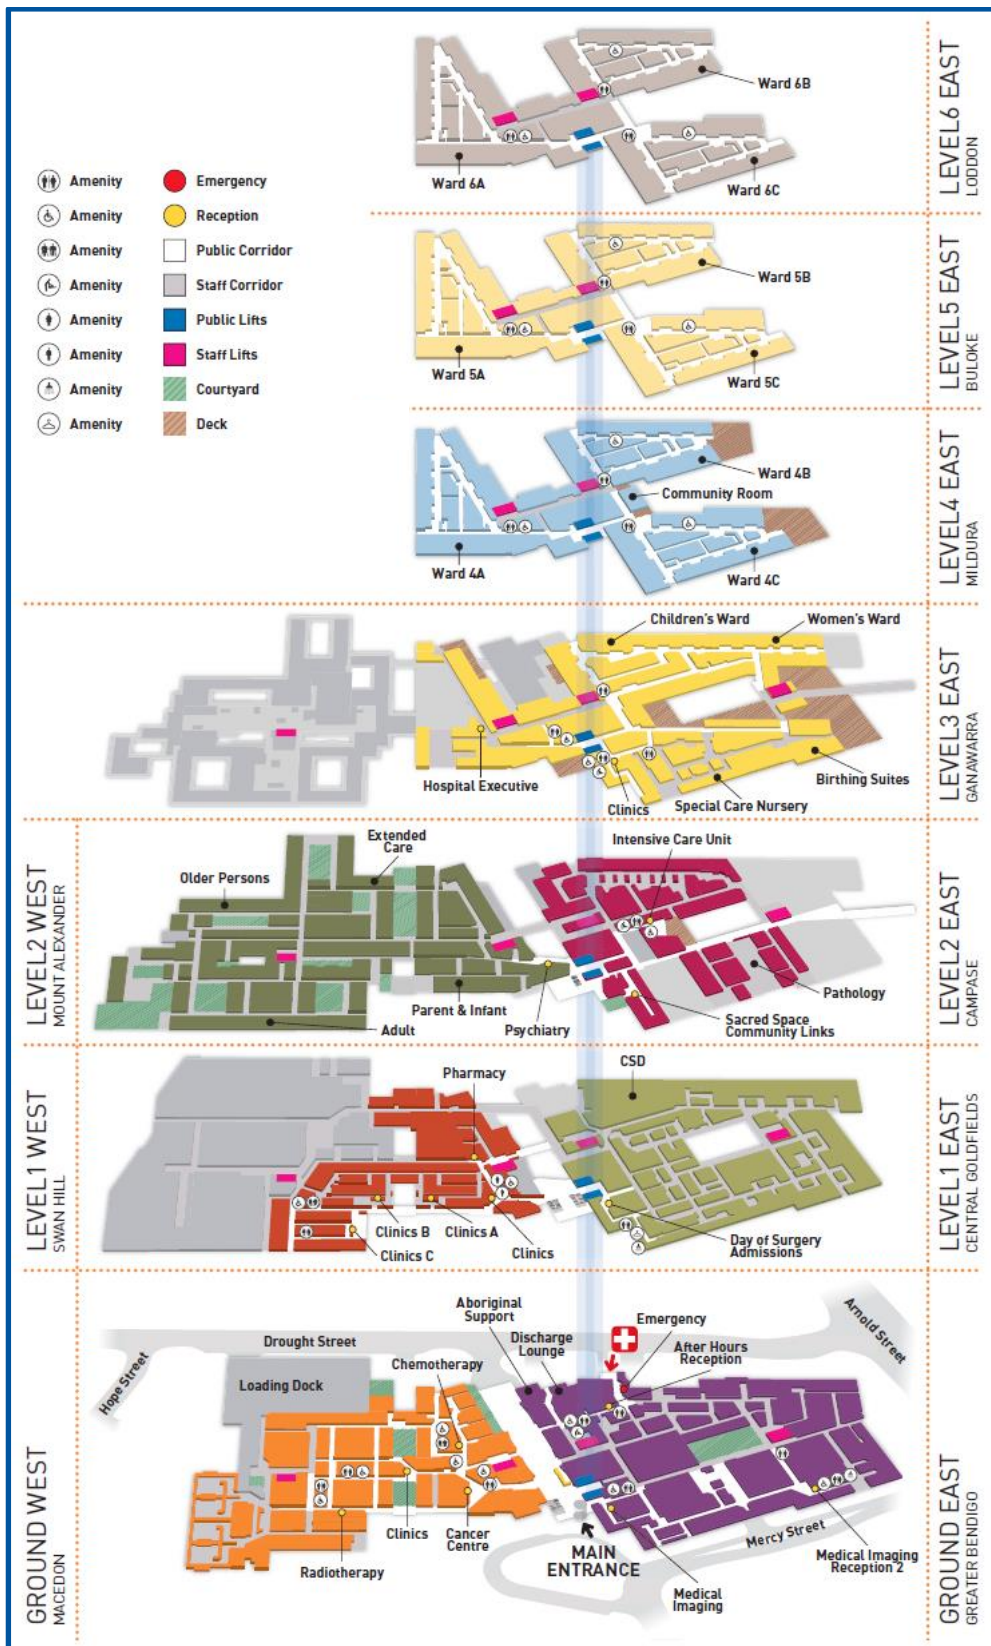 Amenity
Amenity
Amenity
Amenity
Amenity
Amenity
Amenity
Amenity
Emergency
Reception
Public Corridor
Staff Corridor
Public Lifts
Staff Lifts
Courtyard
Deck
Ward 6B
Ward 6A
Ward 6C
LEVEL6 EAST
LODDON
Ward 5B
Ward 5A
Ward 5C
LEVEL5 EAST
BULOKE
Ward 4B
Community Room
Ward 4A
Ward 4C
LEVEL4 EAST
MILDURA
Children's Ward
Women's Ward
Hospital Executive
Clinics
Special Care Nursery
Birthing Suites
LEVEL3 EAST
GANAWARRA
LEVEL2 WEST
MOUNT ALEXANDER
Extended
Care
Older Persons
Adult
Parent & Infant
Psychiatry
Intensive Care Unit
Pathology
Sacred Space
Community Links
LEVEL2 EAST
CAMPASE
LEVEL1 WEST
SWAN HILL
Pharmacy
Clinics B
Clinics A
Clinics C
Clinics
CSD
Day of Surgery
Admissions
LEVEL1 EAST
CENTRAL GOLDFIELDS
GROUND WEST
MACEDON
Hope Street
Drought Street
Arnold Street
Loading Dock
Aboriginal
Support
Discharge
Lounge
Chemotherapy
Emergency
After Hours
Reception
Radiotherapy
Clinics
Cancer
Centre
MAIN
ENTRANCE
Medical
Imaging
Mercy Street
Medical Imaging
Reception 2
GROUND EAST
GREATER BENDIGO